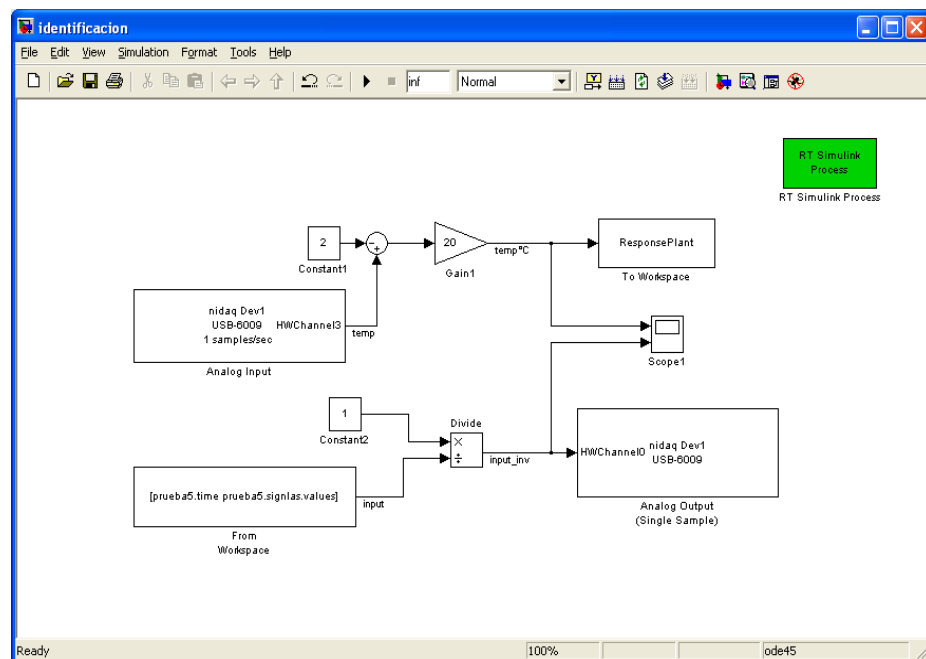 identificacion
File Edit View Simulation Format Tools Help
inf Normal
RT Simulink
Process
RT Simulink Process
2
Constant1
20
temp°C
Gain1
ResponsePlant
To Workspace
nidaq Dev1
USB-6009 HWChannel3
1 samples/sec
temp
Analog Input
Scope1
1
Constant2
Divide
input_inv
HWChannel0 nidaq Dev1
USB-6009
Analog Output
(Single Sample)
[prueba5.time prueba5.signlas.values]
input
From
Workspace
Ready 100% ode45